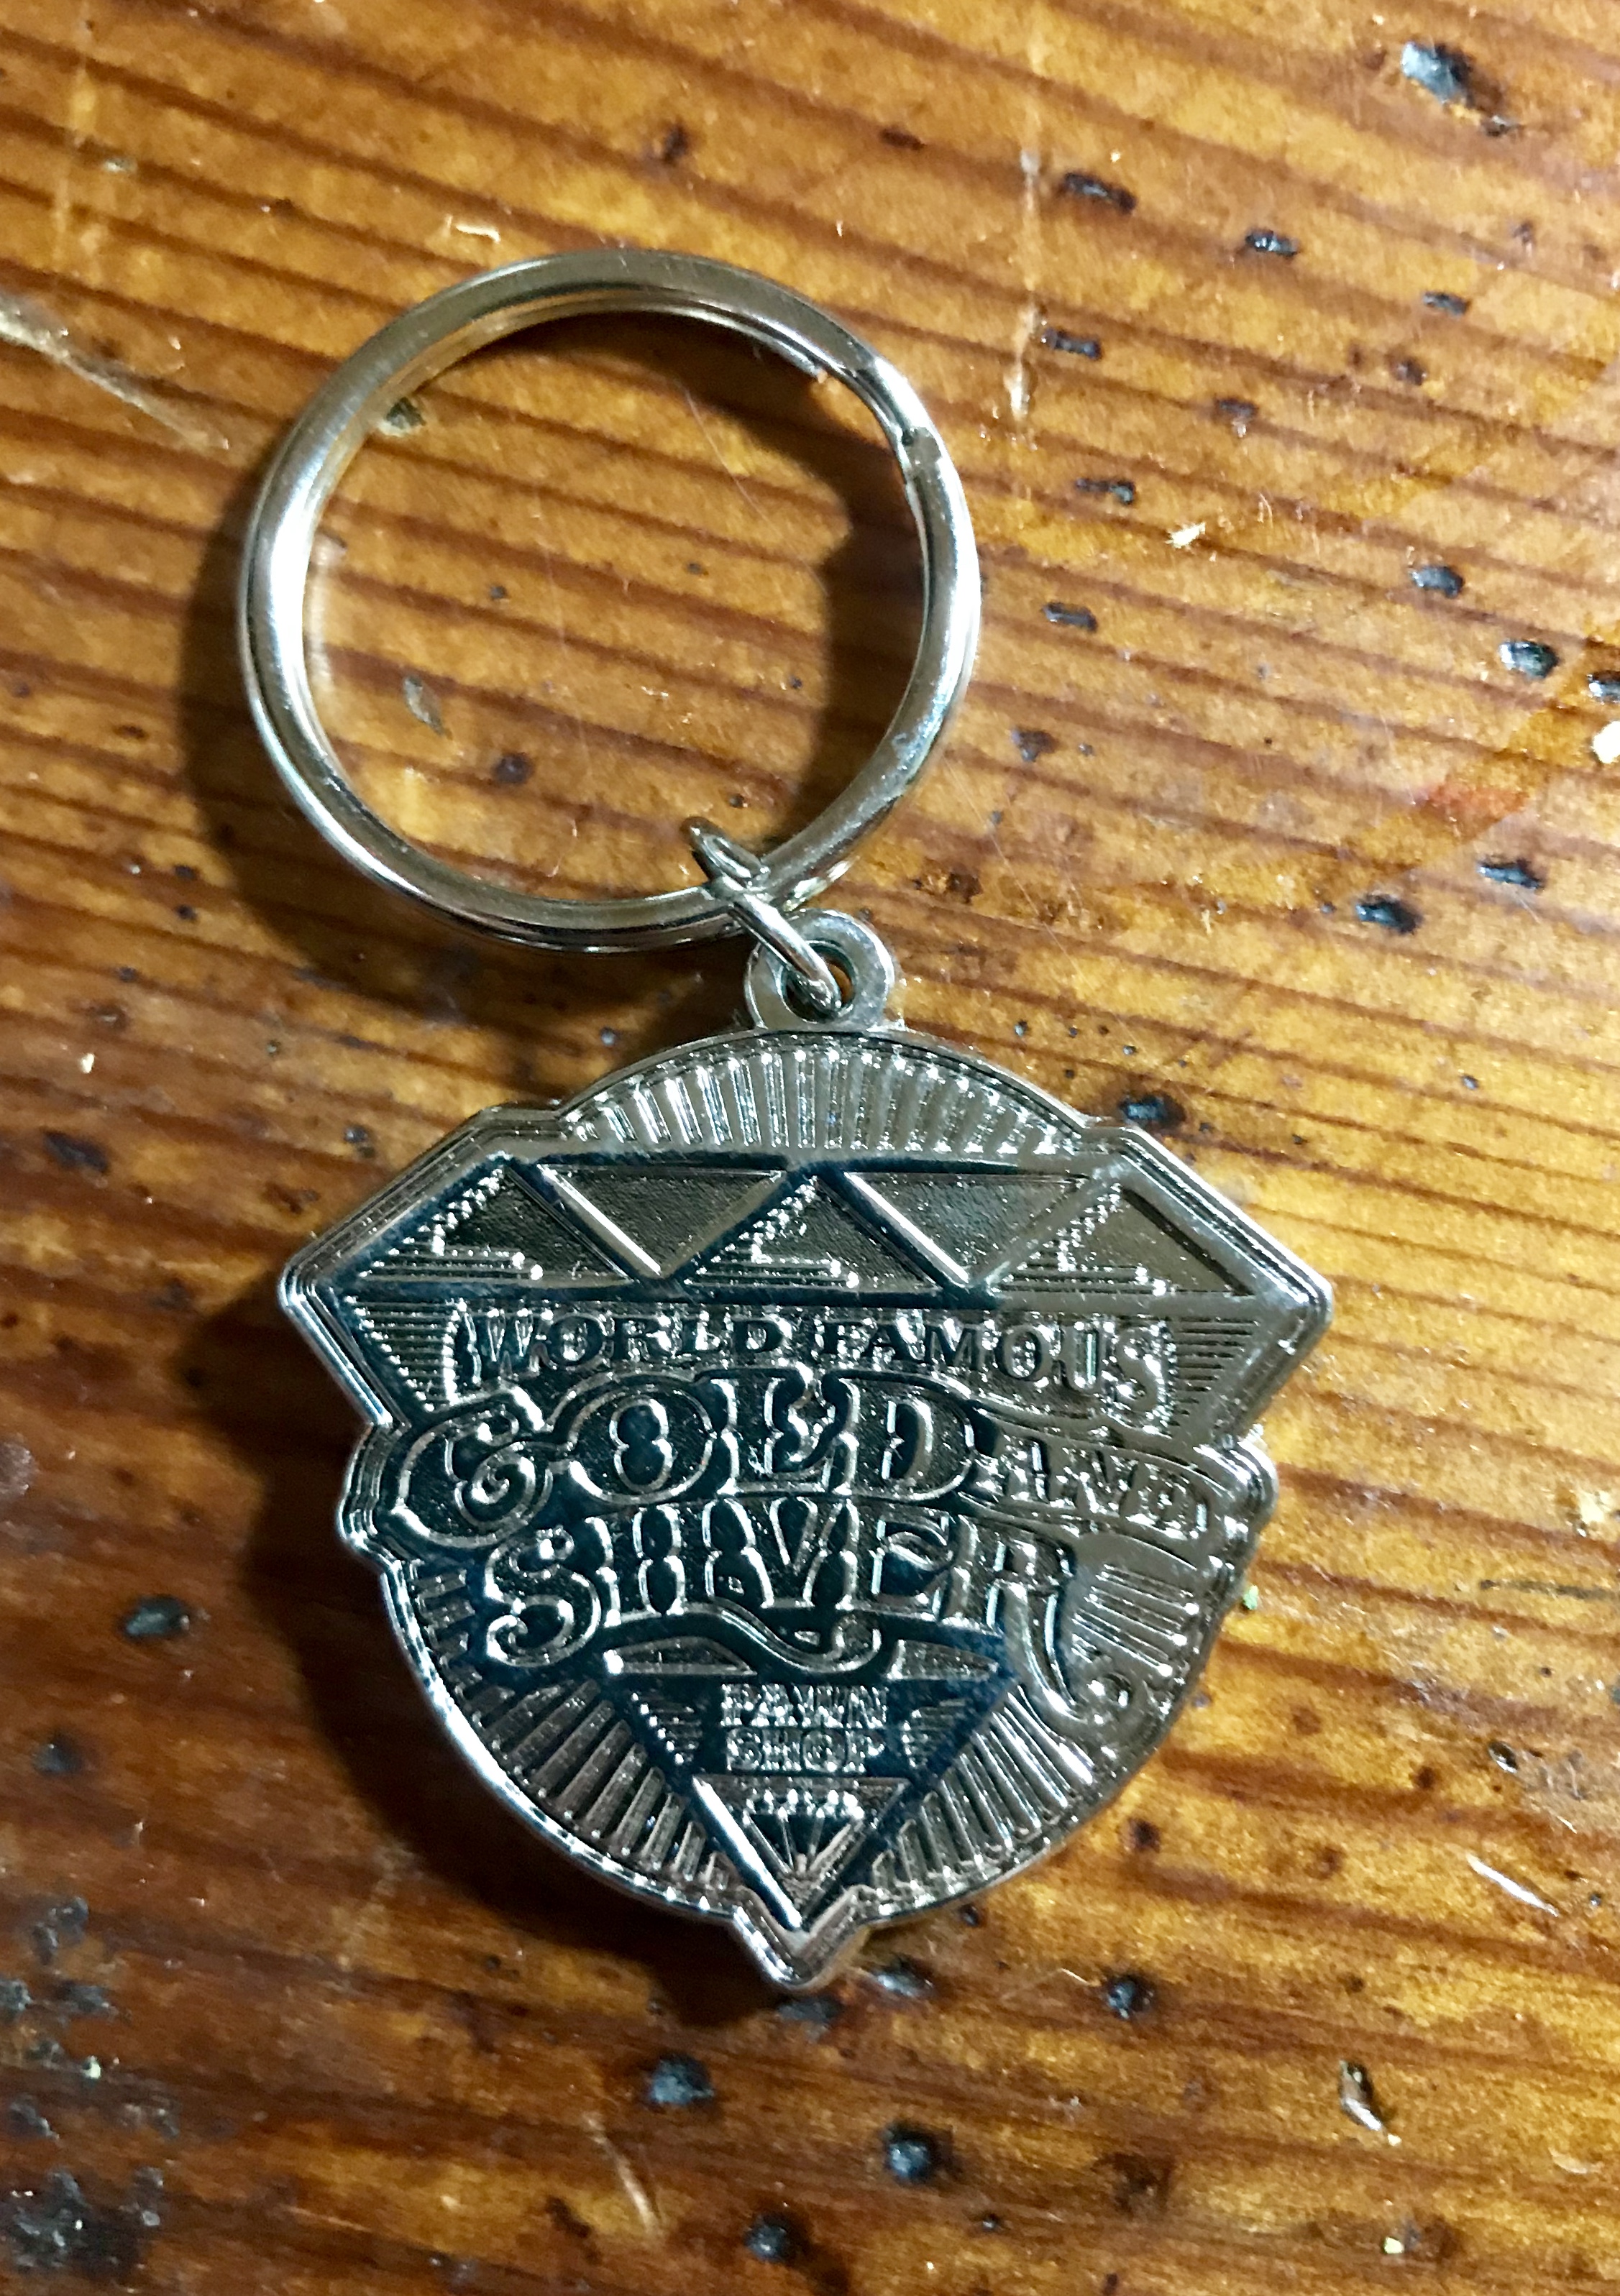 WORLD FAMOUS
GOLD AND
SILVER
PAWN
SHOP